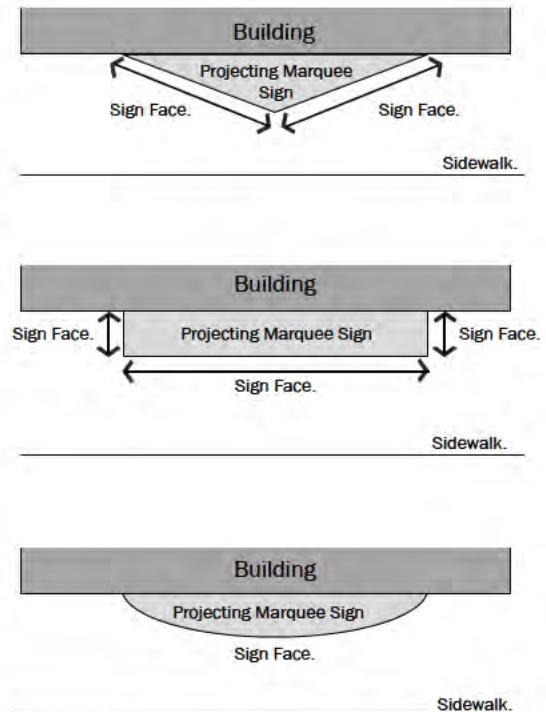 Building
Projecting Marquee
Sign
Sign Face.
Sign Face.
Sidewalk.
Building
Sign Face.
Projecting Marquee Sign
Sign Face.
Sign Face.
Sidewalk.
Building
Projecting Marquee Sign
Sign Face.
Sidewalk.